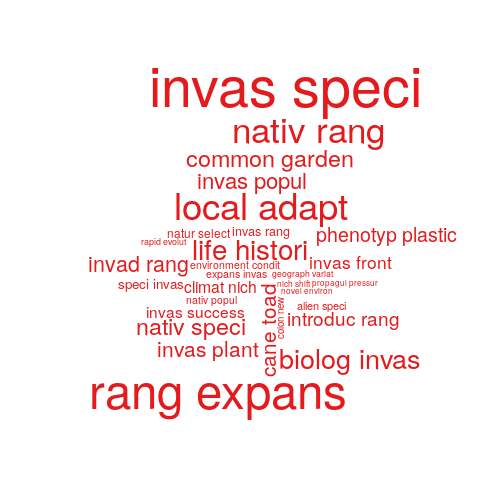 invas speci
nativ rang
common garden
invas popul
local adapt
natur select
invas rang
phenotyp plastic
rapid evolut
life histori
invad rang
environment condit
invas front
expans invas
geograph variat
speci invas
climat nich
nich shift
propagul pressur
novel environ
nativ popul
cane toad
colon new
alien speci
invas success
introduc rang
nativ speci
invas plant
biolog invas
rang expans